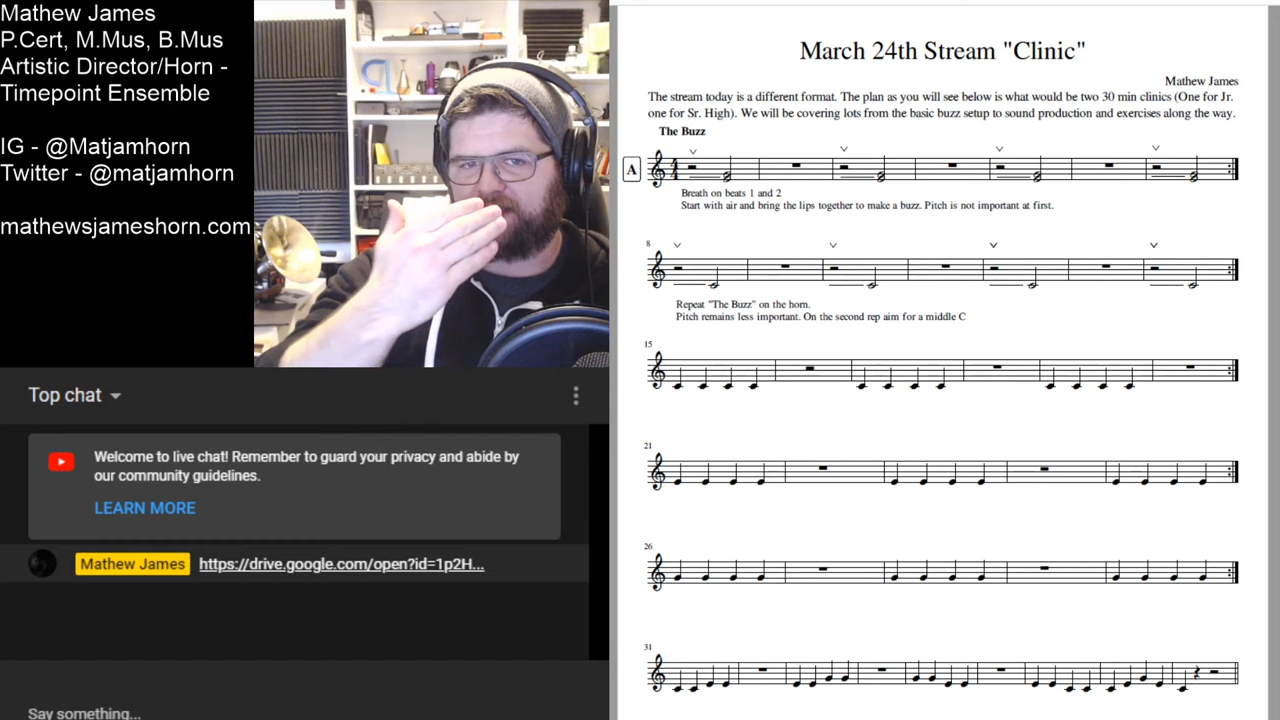 Mathew James
P.Cert, M.Mus, B.Mus
Artistic Director/Horn -
Timepoint Ensemble
IG - @Matjamhorn
Twitter - @matjamhorn
mathewsjameshorn.com
Top chat
Welcome to live chat! Remember to guard your privacy and abide by
our community guidelines.
LEARN MORE
Mathew James https://drive.google.com/open?id=1p2H...
Say something...
March 24th Stream "Clinic"
Mathew James
The stream today is a different format. The plan as you will see below is what would be two 30 min clinics (One for Jr.
one for Sr. High). We will be covering lots from the basic buzz setup to sound production and exercises along the way.
The Buzz
A
4
4
Breath on beats 1 and 2
Start with air and bring the lips together to make a buzz. Pitch is not important at first.
8
Repeat "The Buzz" on the horn.
Pitch remains less important. On the second rep aim for a middle C
15
21
26
31